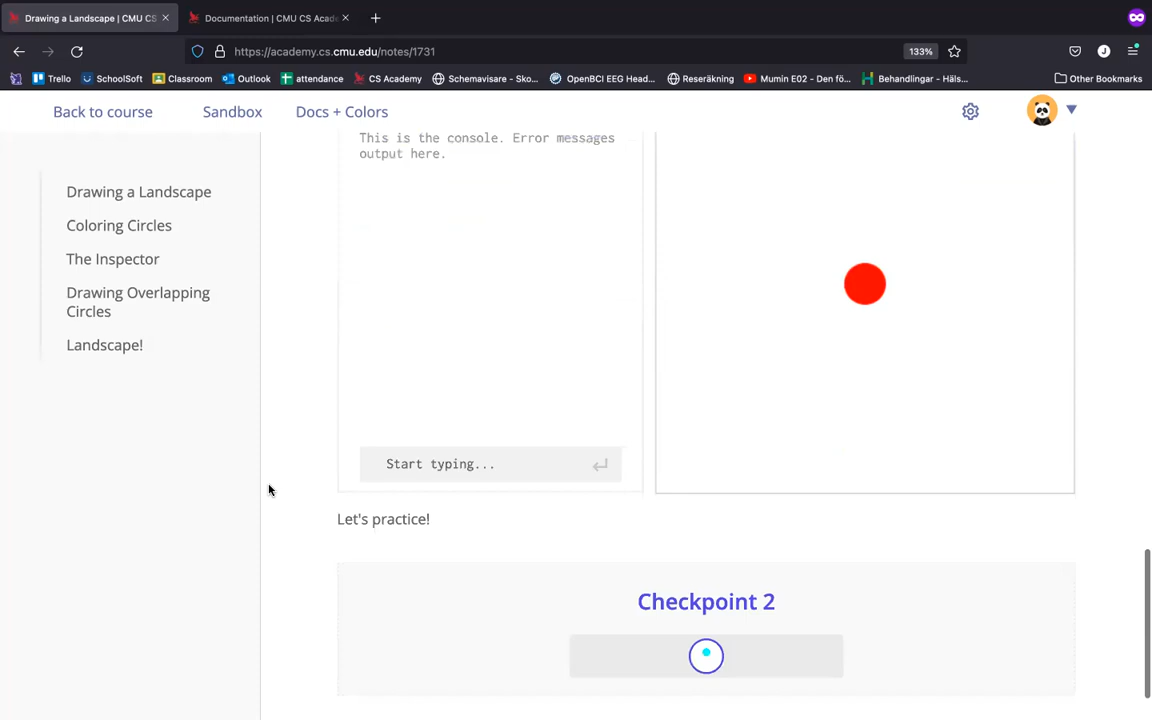 Drawing a Landscape | CMU CS
Documentation | CMU CS Acade
https://academy.cs.cmu.edu/notes/1731
133%
J
Trello
SchoolSoft
Classroom
Outlook
attendance
CS Academy
Schemavisare - Sko...
OpenBCI EEG Head...
Reseräkning
Mumin E02 - Den fö...
Behandlingar - Häls...
Other Bookmarks
Back to course
Sandbox
Docs + Colors
This is the console. Error messages
output here.
Drawing a Landscape
Coloring Circles
The Inspector
Drawing Overlapping
Circles
Landscape!
Start typing...
Let's practice!
Checkpoint 2